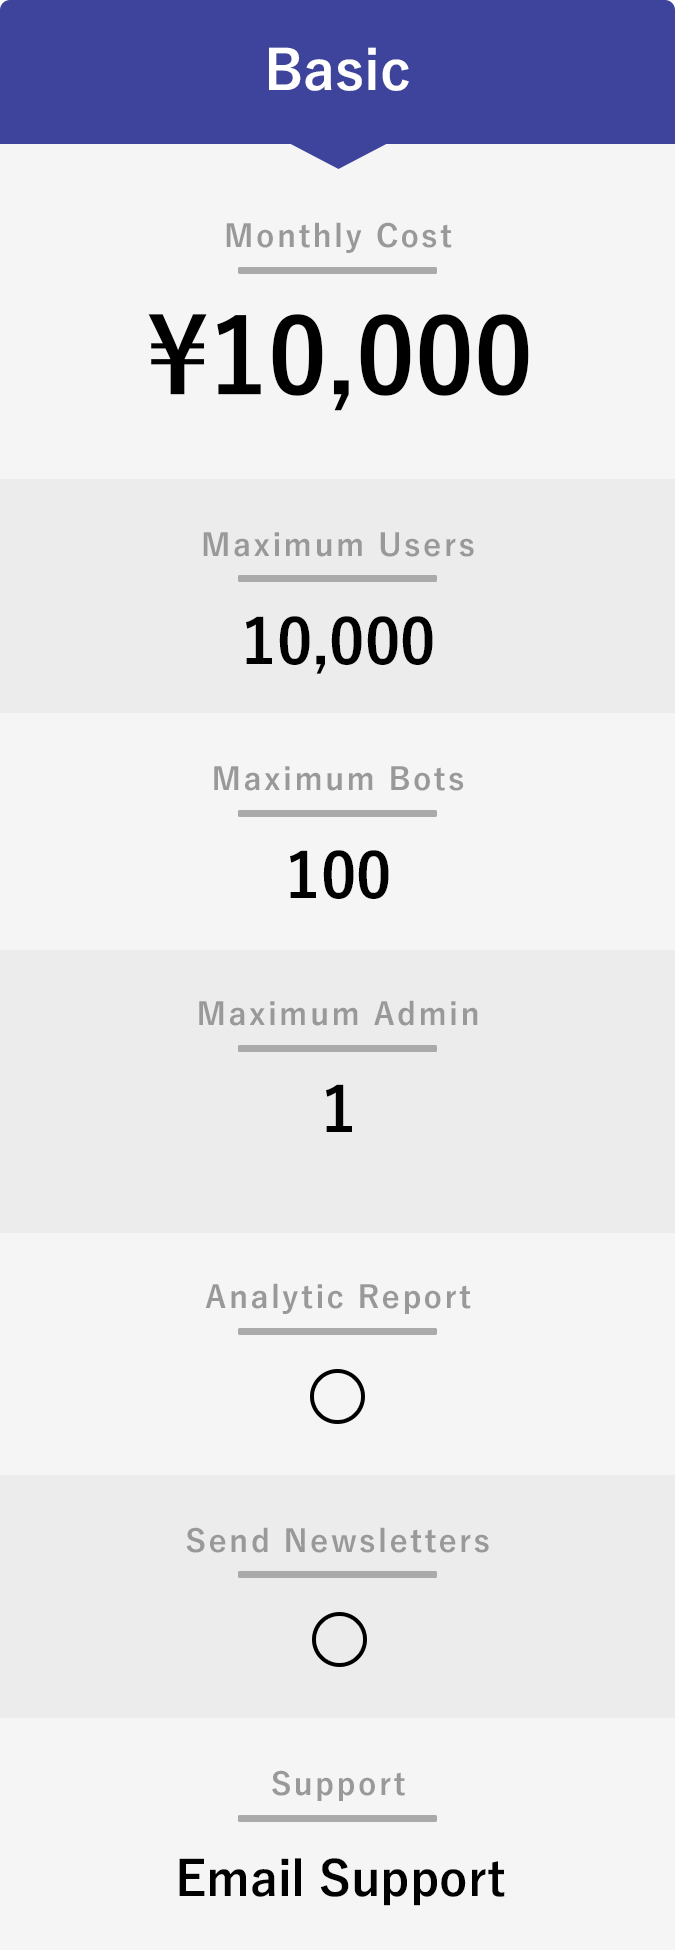 Basic
Monthly Cost
¥10,000
Maximum Users
10,000
Maximum Bots
100
Maximum Admin
1
Analytic Report
◯
Send Newsletters
◯
Support
Email Support